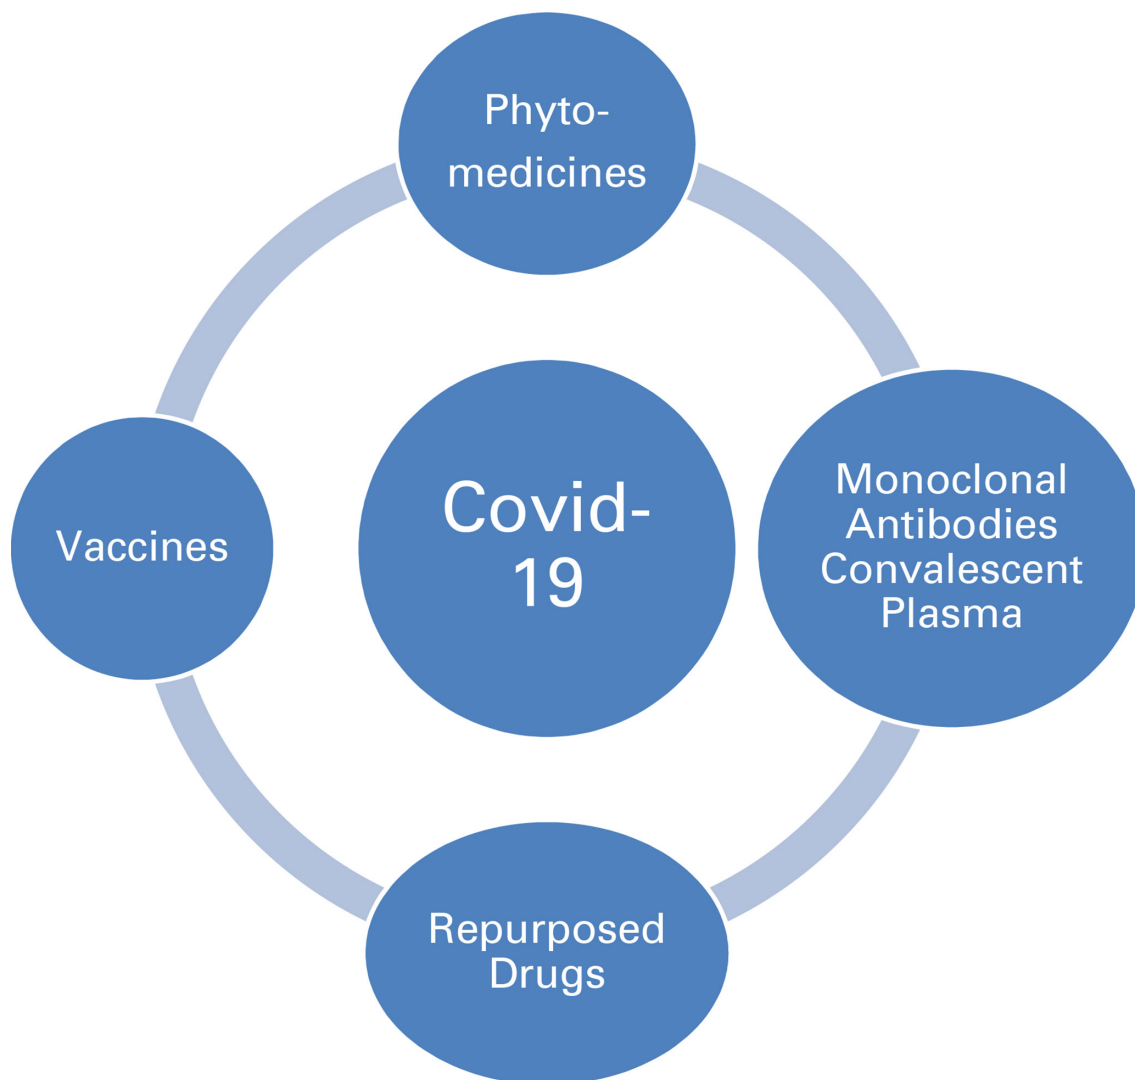 Phyto-
medicines
Covid-
19
Monoclonal
Antibodies
Convalescent
Plasma
Vaccines
Repurposed
Drugs